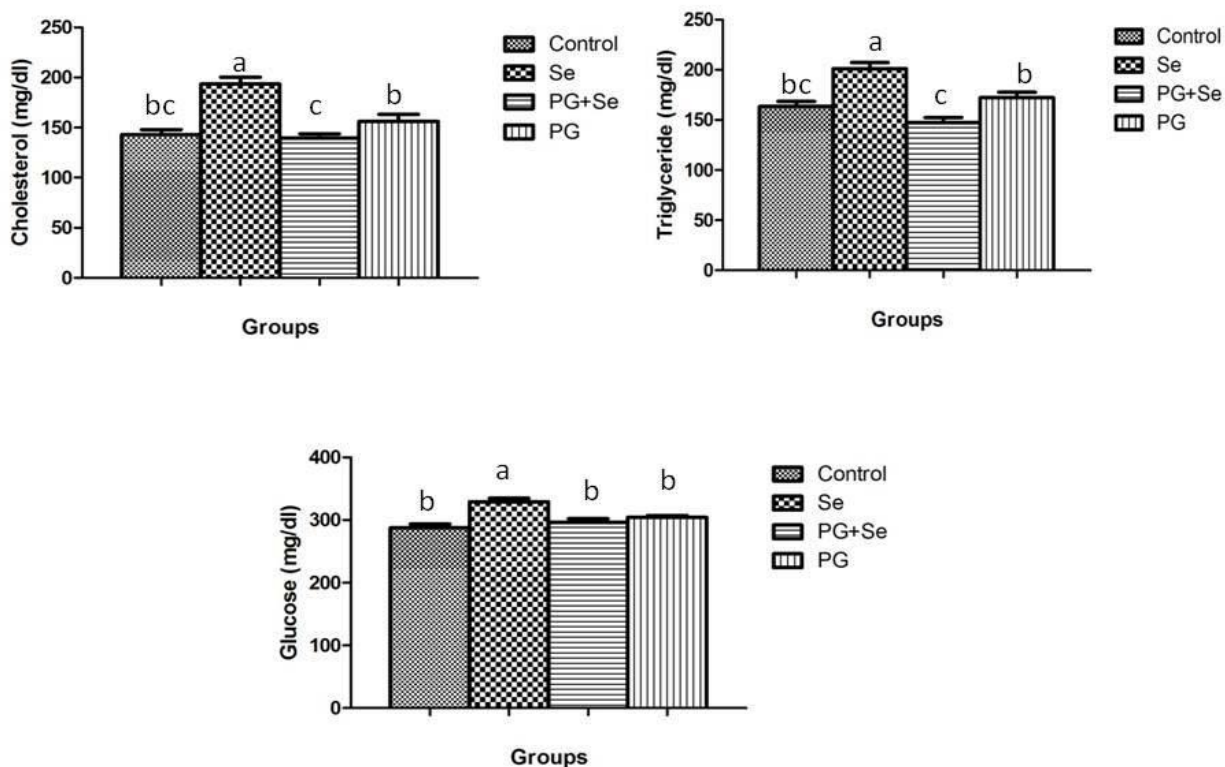 Cholesterol (mg/dl)
250
200
150
100
50
0
bc
a
c
b
Groups
Control
Se
PG+Se
PG
Triglyceride (mg/dl)
250
200
150
100
50
0
bc
a
c
b
Groups
Control
Se
PG+Se
PG
Glucose (mg/dl)
400
300
200
100
0
b
a
b
b
Groups
Control
Se
PG+Se
PG